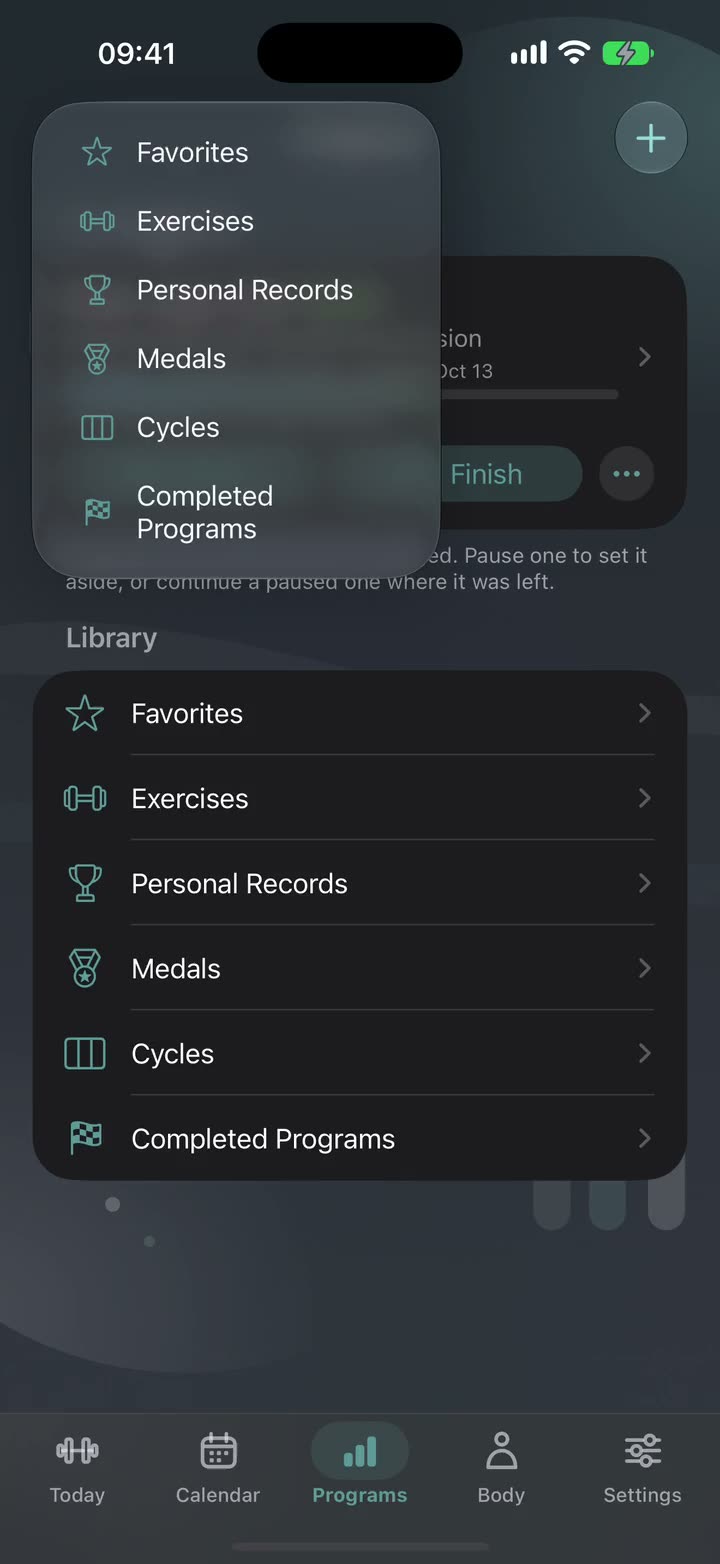 09:41
Favorites
Exercises
Personal Records
Medals
Cycles
Completed
Programs
Oct 13
Finish
Pause one to set it
aside, or continue a paused one where it was left.
Library
Favorites
Exercises
Personal Records
Medals
Cycles
Completed Programs
Today
Calendar
Programs
Body
Settings